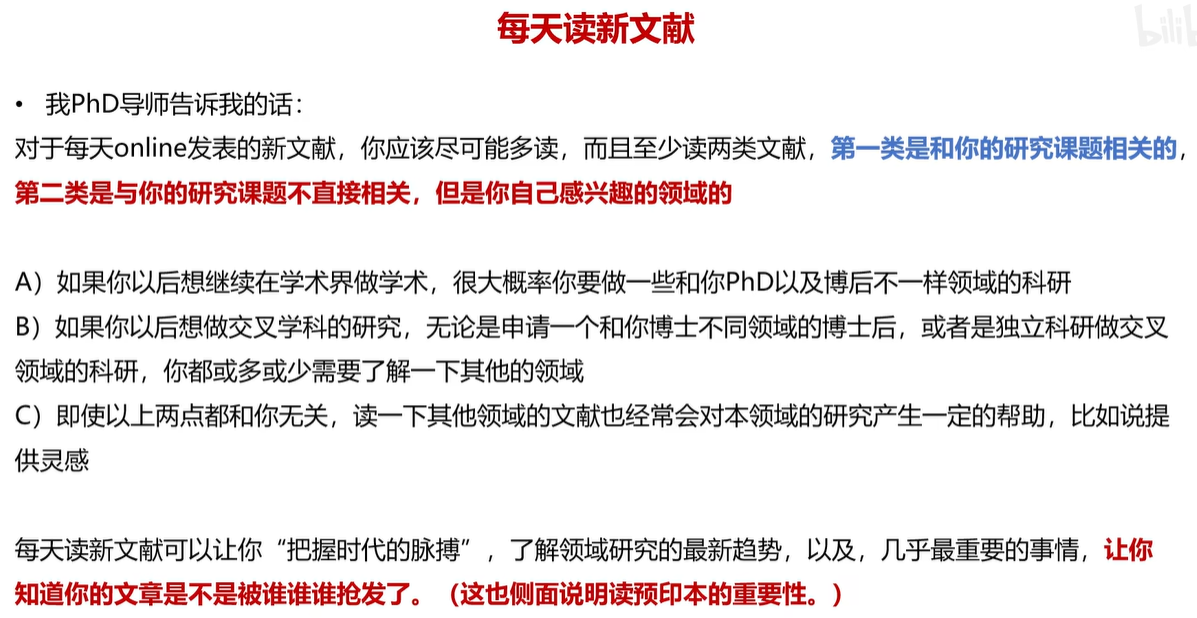 每天读新文献
bilib
• 我PhD导师告诉我的话：
对于每天online发表的新文献，你应该尽可能多读，而且至少读两类文献，第一类是和你的研究课题相关的，
第二类是与你的研究课题不直接相关，但是你自己感兴趣的领域的
A）如果你以后想继续在学术界做学术，很大概率你要做一些和你PhD以及博后不一样领域的科研
B）如果你以后想做交叉学科的研究，无论是申请一个和你博士不同领域的博士后，或者是独立科研做交叉
领域的科研，你都或多或少需要了解一下其他的领域
C）即使以上两点都和你无关，读一下其他领域的文献也经常会对本领域的研究产生一定的帮助，比如说提
供灵感
每天读新文献可以让你“把握时代的脉搏”，了解领域研究的最新趋势，以及，几乎最重要的事情，让你
知道你的文章是不是被谁谁谁抢发了。（这也侧面说明读预印本的重要性。）